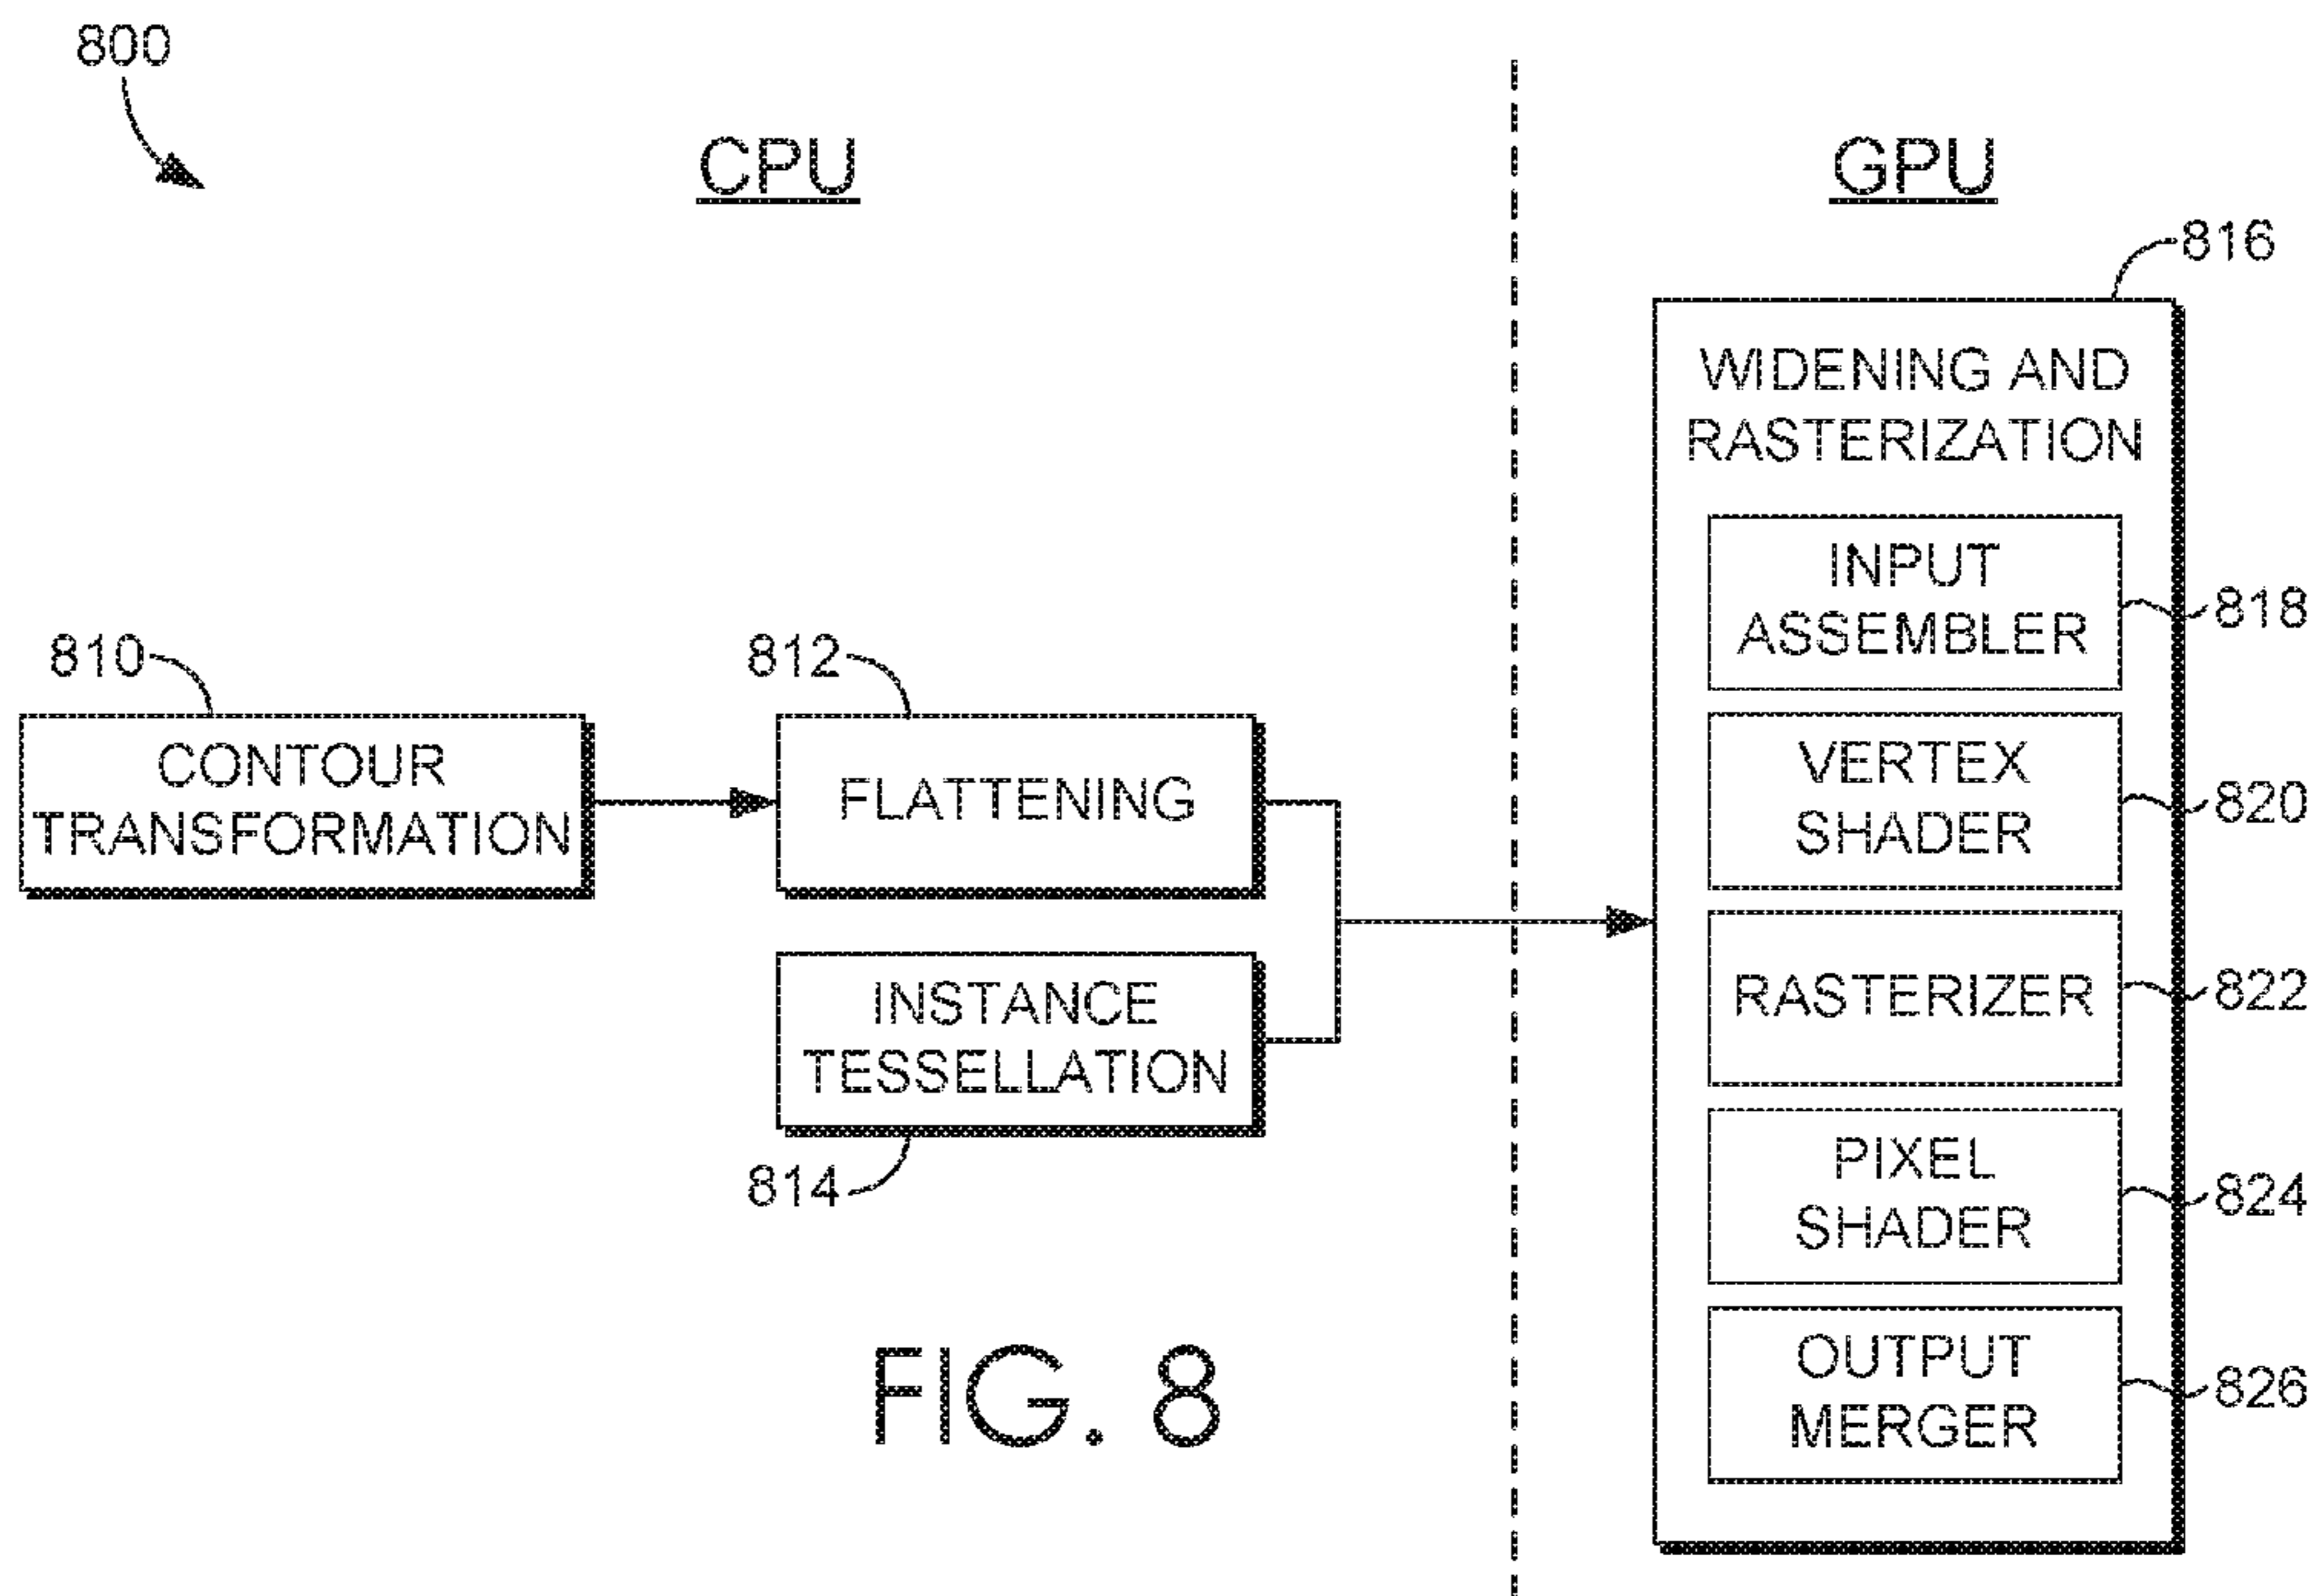 800
CPU
GPU
816
WIDENING AND
RASTERIZATION
INPUT
ASSEMBLER
818
810
812
CONTOUR
TRANSFORMATION
FLATTENING
VERTEX
SHADER
820
INSTANCE
TESSELLATION
814
RASTERIZER
822
PIXEL
SHADER
824
OUTPUT
MERGER
826
FIG. 8